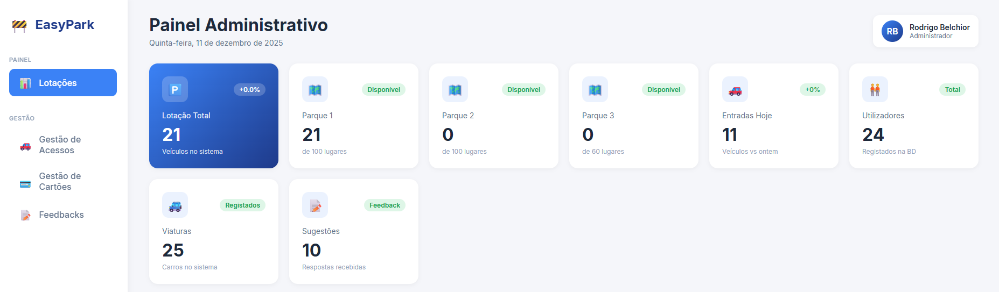 EasyPark
PAINEL
Lotações
GESTÃO
Gestão de
Acessos
Gestão de
Cartões
Feedbacks
Painel Administrativo
Quinta-feira, 11 de dezembro de 2025
RB
Rodrigo Belchior
Administrador
P
+0.0%
Lotação Total
21
Veículos no sistema
Disponível
Parque 1
21
de 100 lugares
Disponível
Parque 2
0
de 100 lugares
Disponível
Parque 3
0
de 60 lugares
+0%
Entradas Hoje
11
Veículos vs ontem
Total
Utilizadores
24
Registados na BD
Registados
Viaturas
25
Carros no sistema
Feedback
Sugestões
10
Respostas recebidas